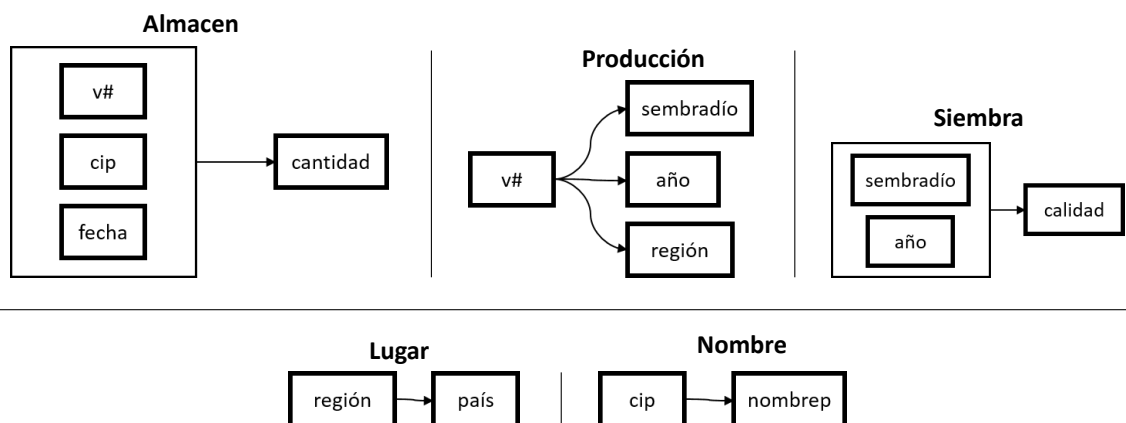 Almacen
v#
cip
fecha
cantidad
Producción
v#
sembradío
año
región
Siembra
sembradío
año
calidad
Lugar
región
país
Nombre
cip
nombrep